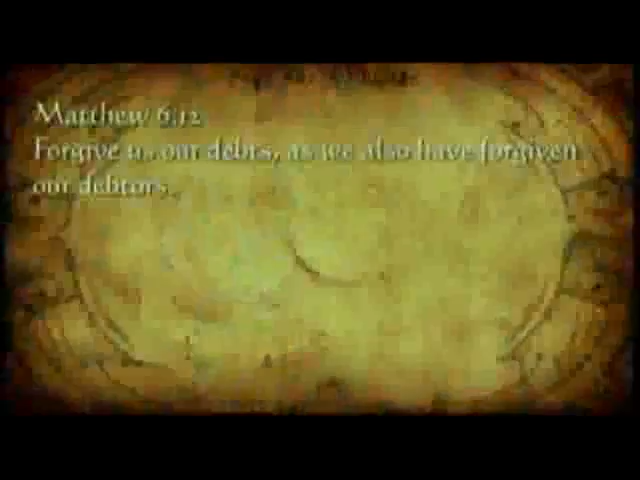 Matthew 6:12
Forgive us our debts, as we also have forgiven
our debtors.